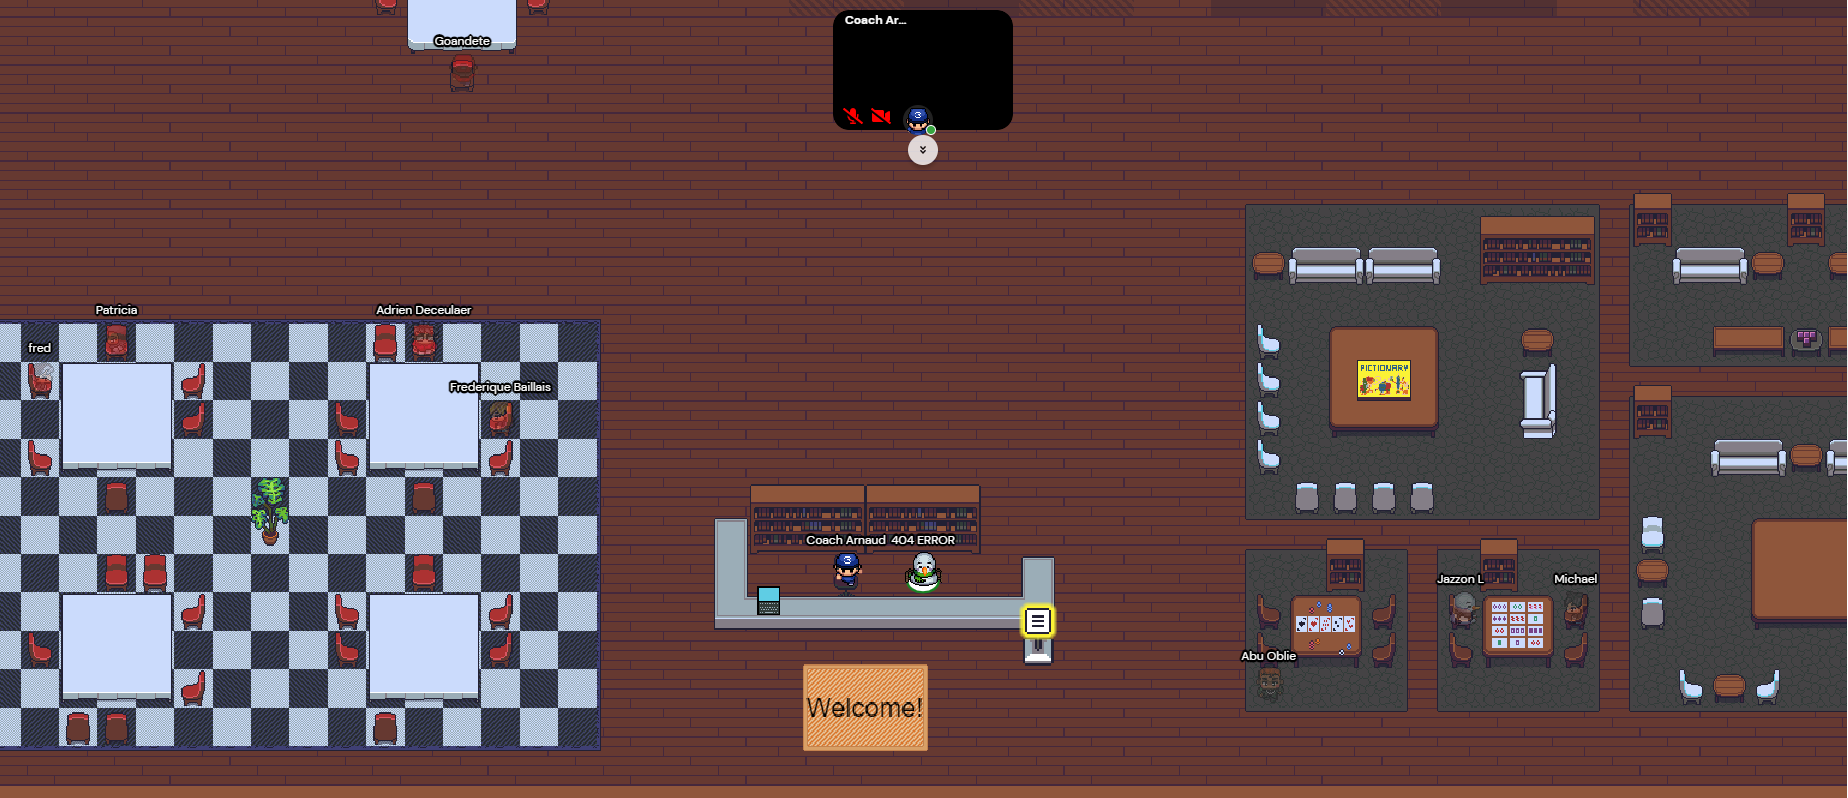 Coach Ar...
Goandete
Patricia
Adrien Deceulaer
fred
Frederique Baillais
PICTIONARY
Coach Arnaud
404 ERROR
Jazzon L
Michael
Abu Oblie
Welcome!